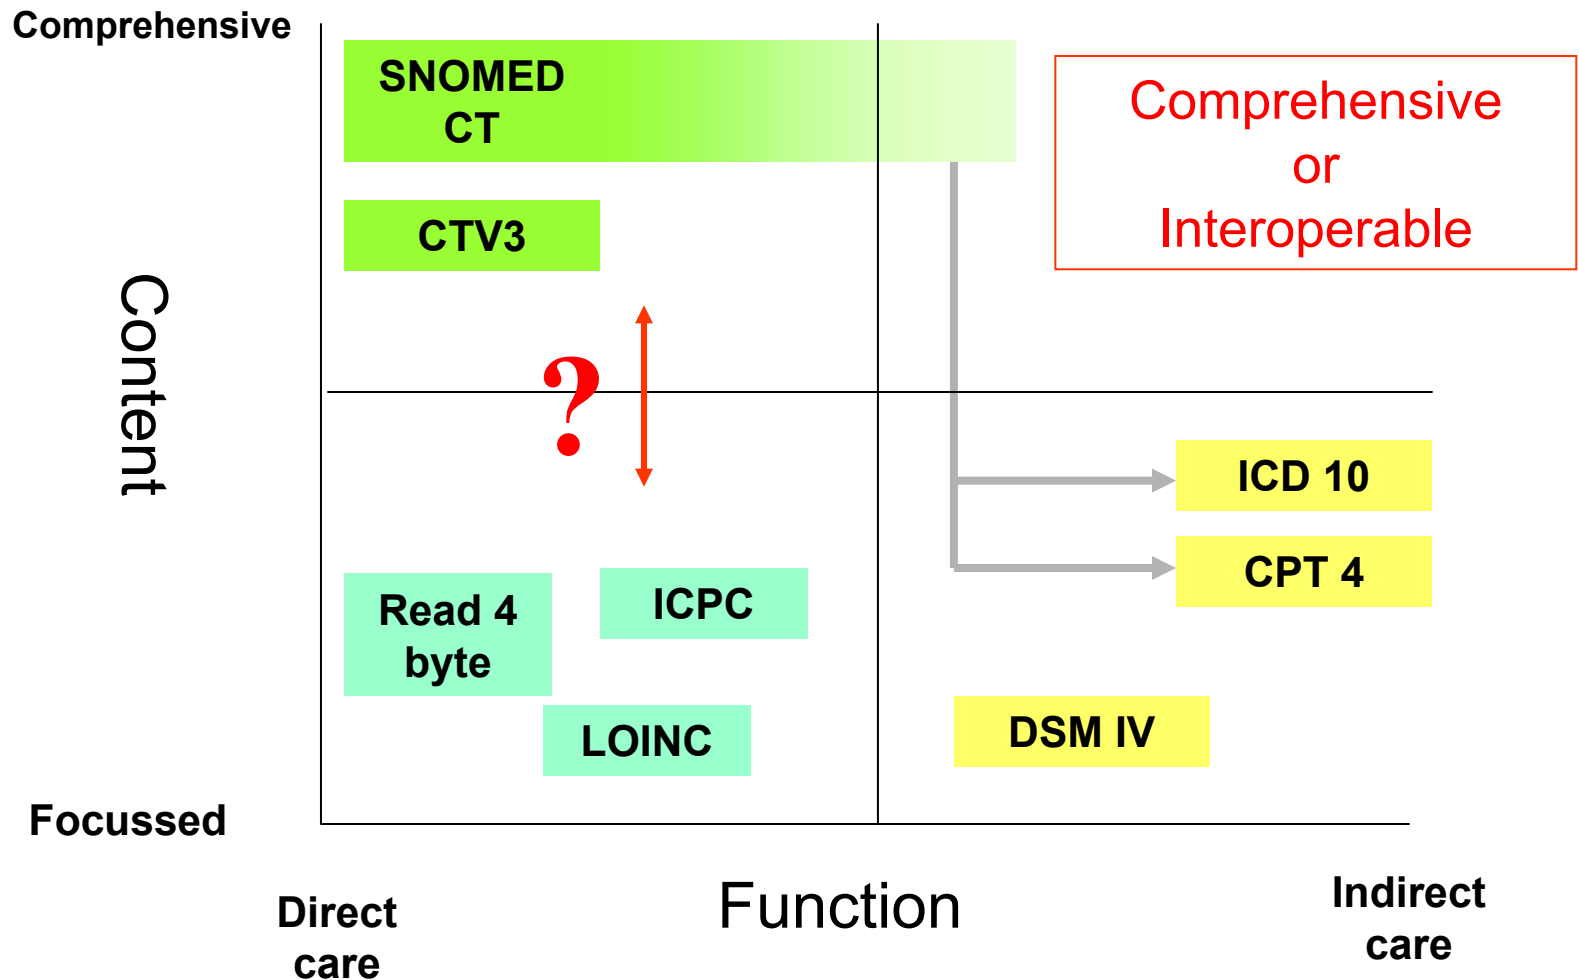 Comprehensive
SNOMED
CT
Comprehensive
or
Interoperable
CTV3
Content
?
ICD 10
CPT 4
Read 4
byte
ICPC
LOINC
DSM IV
Focussed
Direct
care
Function
Indirect
care